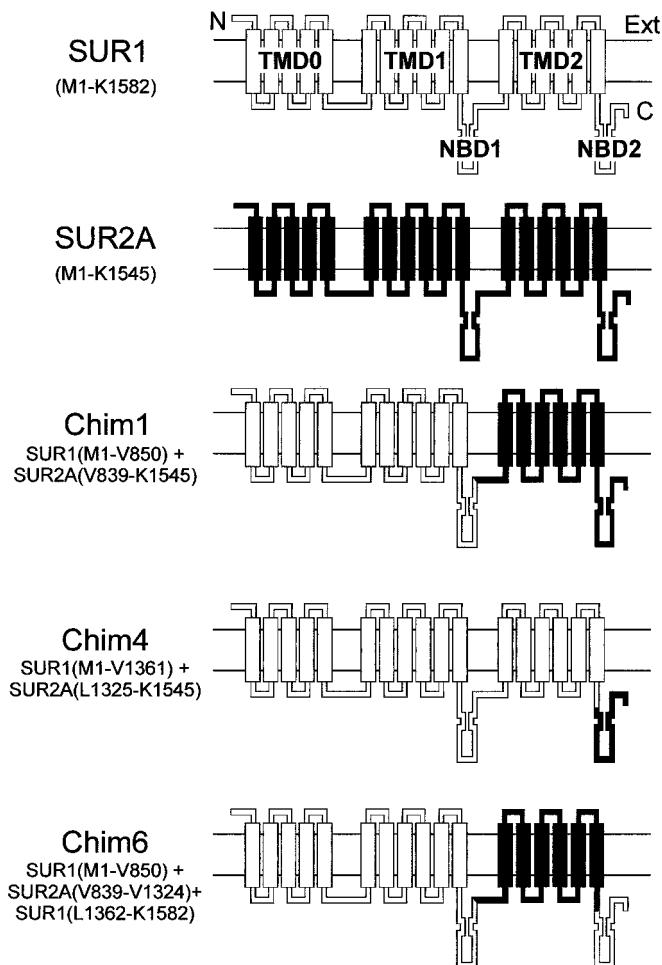 N
Ext
SUR1
(M1-K1582)
TMD0
TMD1
TMD2
C
NBD1
NBD2
SUR2A
(M1-K1545)
Chim1
SUR1(M1-V850) +
SUR2A(V839-K1545)
Chim4
SUR1(M1-V1361) +
SUR2A(L1325-K1545)
Chim6
SUR1(M1-V850) +
SUR2A(V839-V1324)+
SUR1(L1362-K1582)